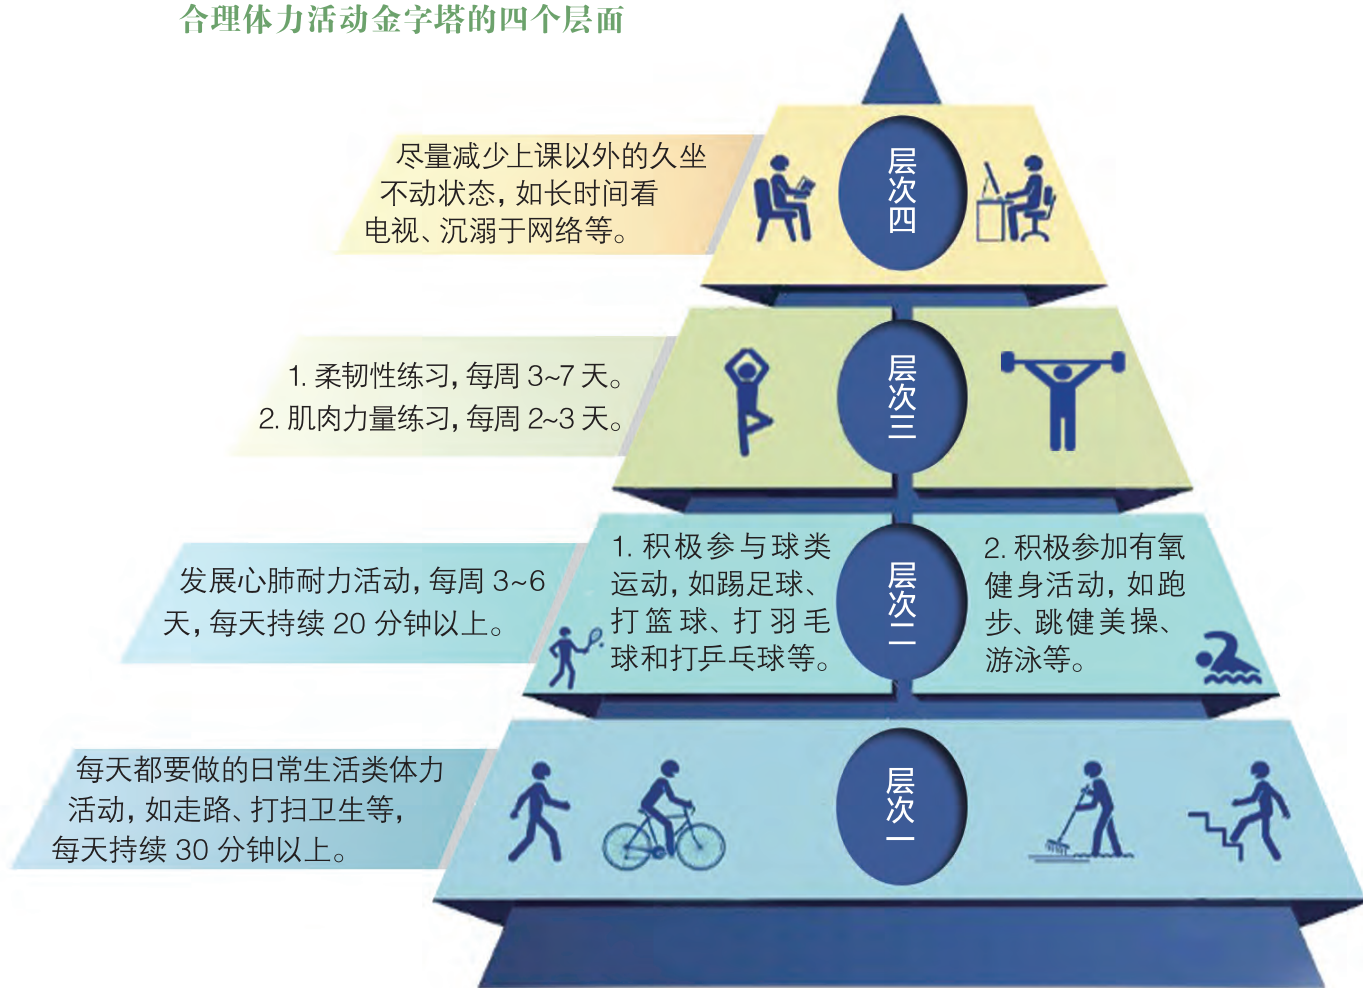 合理体力活动金字塔的四个层面
尽量减少上课以外的久坐
不动状态，如长时间看
电视、沉溺于网络等。
层次四
1. 柔韧性练习，每周 3~7 天。
2. 肌肉力量练习，每周 2~3 天。
层次三
发展心肺耐力活动，每周 3~6
天，每天持续 20 分钟以上。
1. 积极参与球类
运动，如踢足球、
打篮球、打羽毛
球和打乒乓球等。
层次二
2. 积极参加有氧
健身活动，如跑
步、跳健美操、
游泳等。
每天都要做的日常生活类体力
活动，如走路、打扫卫生等，
每天持续 30 分钟以上。
层次一